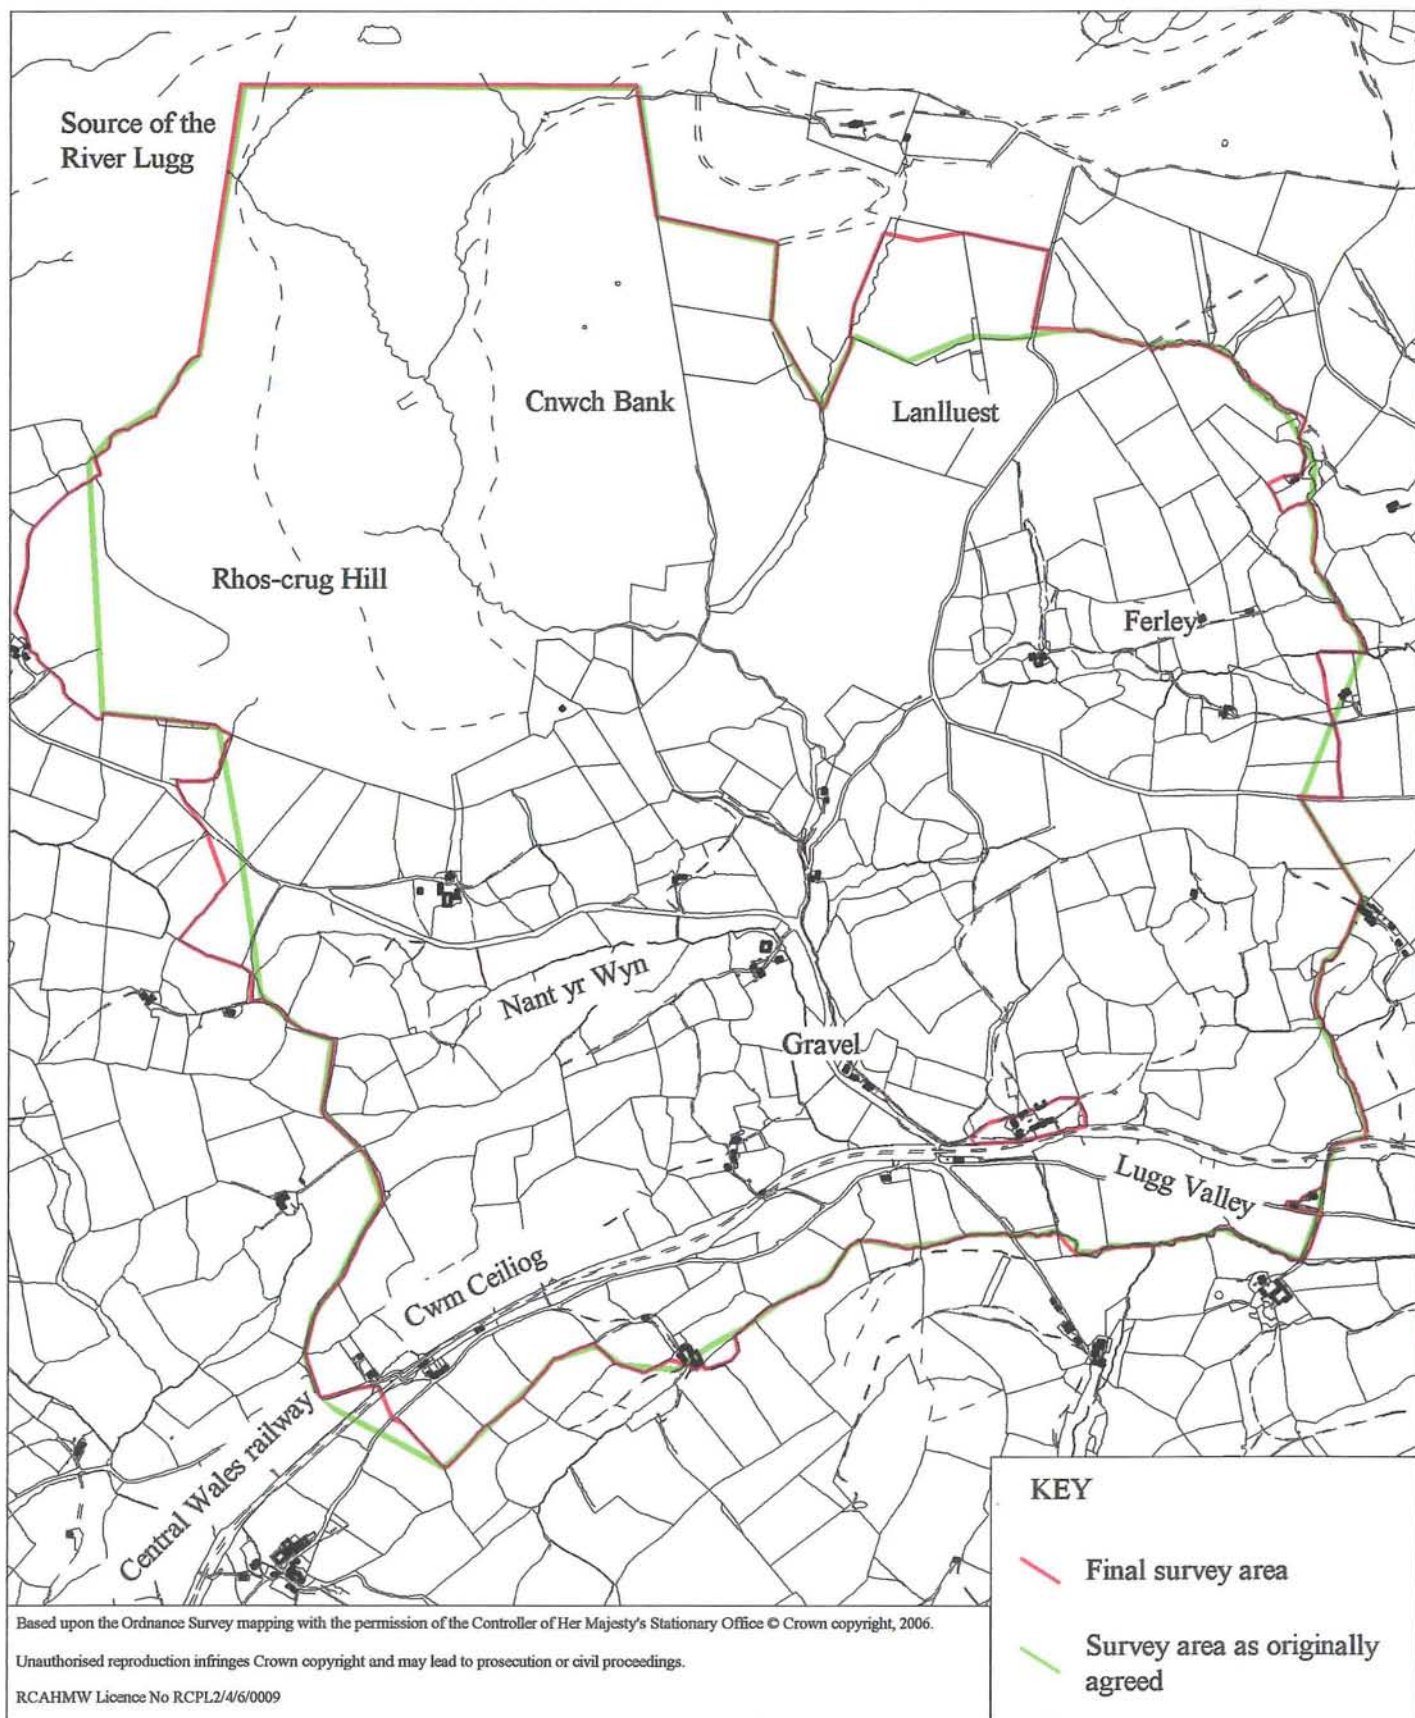 Source of the
River Lugg
Cnwch Bank
Lanlluest
Rhos-crug Hill
Ferley
Nant yr Wyn
Gravel
Lugg Valley
Cwm Ceiliog
Central Wales railway
KEY
Final survey area
Survey area as originally
agreed
Based upon the Ordnance Survey mapping with the permission of the Controller of Her Majesty's Stationary Office © Crown copyright, 2006.
Unauthorised reproduction infringes Crown copyright and may lead to prosecution or civil proceedings.
RCAHMW Licence No RCPL2/4/6/0009